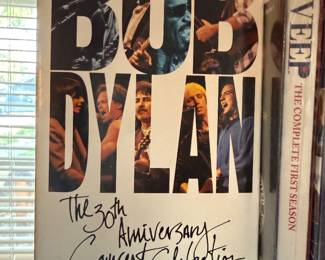 BOB
DYLAN
The 30th
Anniversary
Concert Celebration
VEEP
THE COMPLETE FIRST SEASON